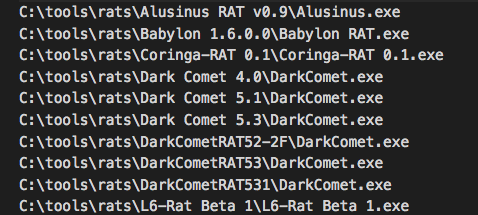 C:\tools\rats\Alusinus RAT v0.9\Alusinus.exe
C:\tools\rats\Babylon 1.6.0.0\Babylon RAT.exe
C:\tools\rats\Coringa-RAT 0.1\Coringa-RAT 0.1.exe
C:\tools\rats\Dark Comet 4.0\DarkComet.exe
C:\tools\rats\Dark Comet 5.1\DarkComet.exe
C:\tools\rats\Dark Comet 5.3\DarkComet.exe
C:\tools\rats\DarkCometRAT52-2F\DarkComet.exe
C:\tools\rats\DarkCometRAT53\DarkComet.exe
C:\tools\rats\DarkCometRAT531\DarkComet.exe
C:\tools\rats\L6-Rat Beta 1\L6-Rat Beta 1.exe